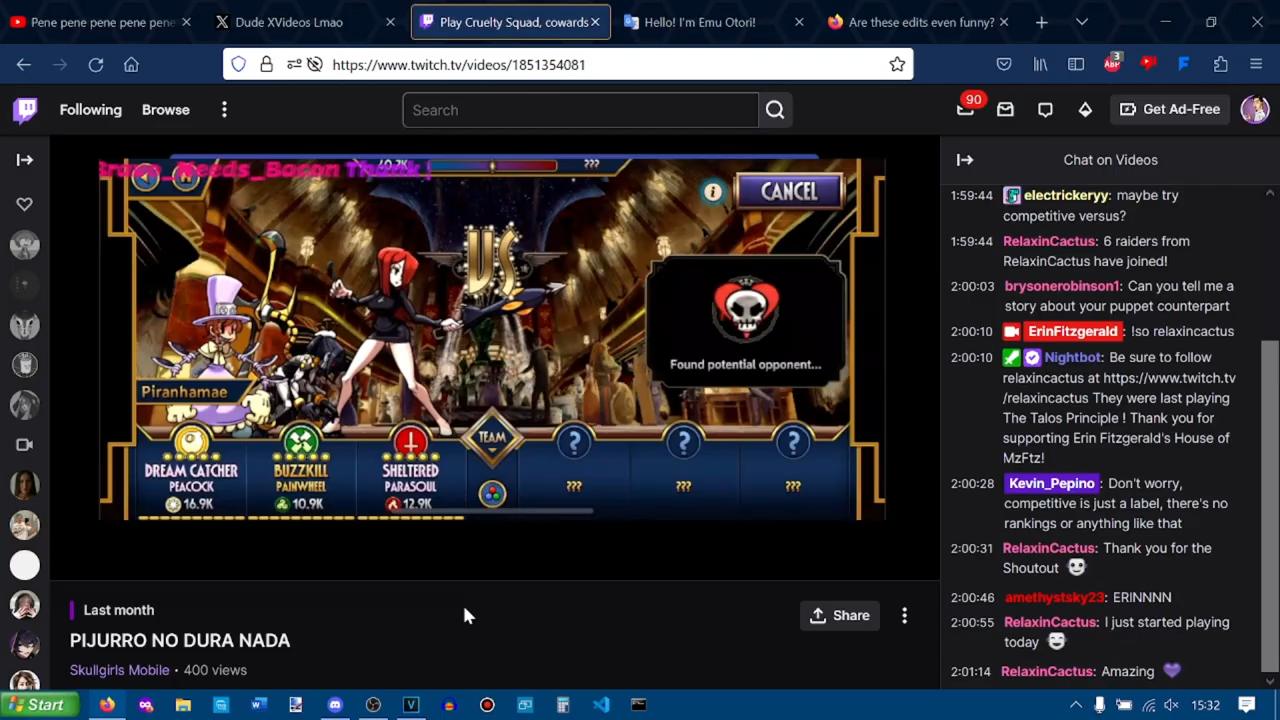 Pene pene pene pene pene
Dude XVideos Lmao
Play Cruelty Squad, cowards
Hello! I'm Emu Otori!
Are these edits even funny?
https://www.twitch.tv/videos/1851354081
3
ABP
Following
Browse
Search
90
Get Ad-Free
Needs_Bacon Thank
???
i
CANCEL
VS
Found potential opponent...
Piranhamae
TEAM
? ? ?
DREAM CATCHER
PEACOCK
16.9K
BUZZKILL
PAINWHEEL
10.9K
SHELTERED
PARASOUL
12.9K
??? ??? ???
Last month
Share
PIJURRO NO DURA NADA
Skullgirls Mobile • 400 views
Chat on Videos
1:59:44 electrickeryy: maybe try
competitive versus?
1:59:44 RelaxinCactus: 6 raiders from
RelaxinCactus have joined!
2:00:03 brysonerobinson1: Can you tell me a
story about your puppet counterpart
2:00:10 ErinFitzgerald: !so relaxincactus
2:00:10 Nightbot: Be sure to follow
relaxincactus at https://www.twitch.tv
/relaxincactus They were last playing
The Talos Principle ! Thank you for
supporting Erin Fitzgerald's House of
MzFtz!
2:00:28 Kevin_Pepino: Don't worry,
competitive is just a label, there's no
rankings or anything like that
2:00:31 RelaxinCactus: Thank you for the
Shoutout
2:00:46 amethystsky23: ERINNNN
2:00:55 RelaxinCactus: I just started playing
today
2:01:14 RelaxinCactus: Amazing
Start
15:32